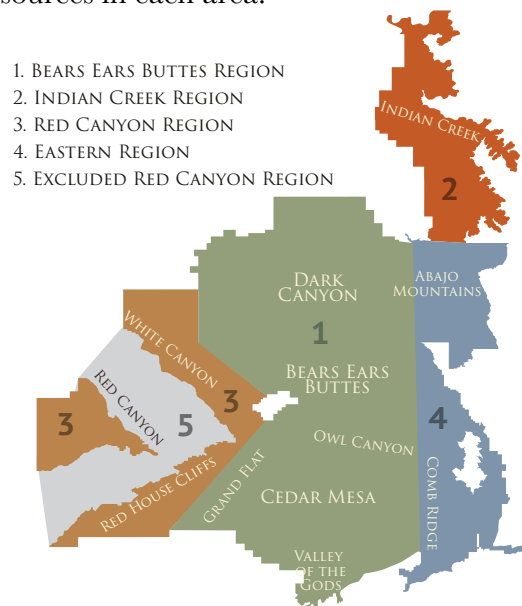 sources in each area.
1. Bears Ears Buttes Region
2. Indian Creek Region
3. Red Canyon Region
4. Eastern Region
5. Excluded Red Canyon Region
Indian Creek
2
Dark
Canyon
Abajo
Mountains
1
White Canyon
Bears Ears
Buttes
Red Canyon
3
3
5
4
Owl Canyon
Grand Flat
Red House Cliffs
Cedar Mesa
Comb Ridge
Valley
of the
Gods